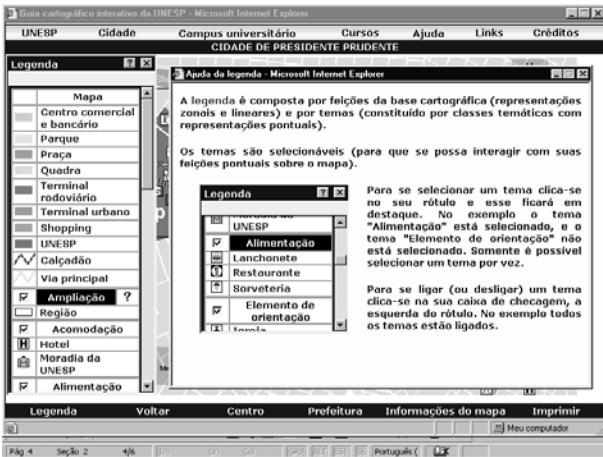 Guia cartográfico interativo da UNESP - Microsoft Internet Explorer
UNESP Cidade Campus universitário Cursos Ajuda Links Créditos
CIDADE DE PRESIDENTE PRUDENTE
Legenda ? X
Mapa
Centro comercial
e bancário
Parque
Praça
Quadra
Terminal
rodoviário
Terminal urbano
Shopping
UNESP
Calçadão
Via principal
Ampliação ?
Região
Acomodação
H Hotel
Moradia da
UNESP
Alimentação
Ajuda da legenda - Microsoft Internet Explorer
A legenda é composta por feições da base cartográfica (representações
zonais e lineares) e por temas (constituído por classes temáticas com
representações pontuais).
Os temas são selecionáveis (para que se possa interagir com suas
feições pontuais sobre o mapa).
Legenda ? X
Moradia da
UNESP
Alimentação
Lanchonete
Restaurante
Sorveteria
Elemento de
orientação
Igreja
Para se selecionar um tema clica-se
no seu rótulo e esse ficará em
destaque. No exemplo o tema
"Alimentação" está selecionado, e o
tema "Elemento de orientação" não
está selecionado. Somente é possível
selecionar um tema por vez.
Para se ligar (ou desligar) um tema
clica-se na sua caixa de checagem, a
esquerda do rótulo. No exemplo todos
os temas estão ligados.
Legenda Voltar Centro Prefeitura Informações do mapa Imprimir
Meu computador
Pág 4 Seção 2 4/6 Em Lin Col GRA ALT EST SE Português (